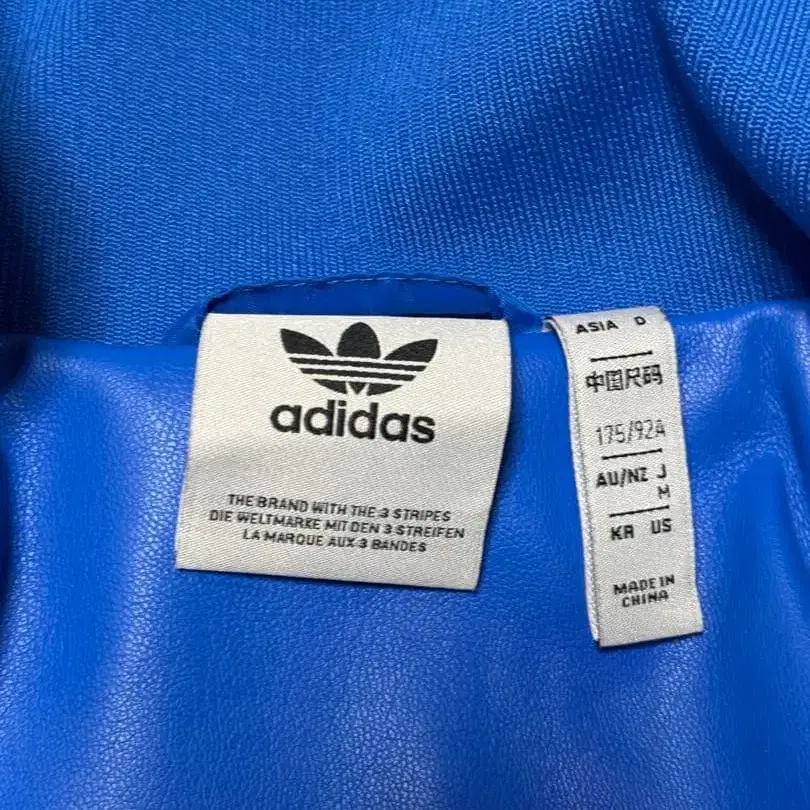 adidas
THE BRAND WITH THE 3 STRIPES
DIE WELTMARKE MIT DEN 3 STREIFEN
LA MARQUE AUX 3 BANDES
ASIA D
中国尺码
175/92A
AU/NZ J
M
KR US
MADE IN
CHINA